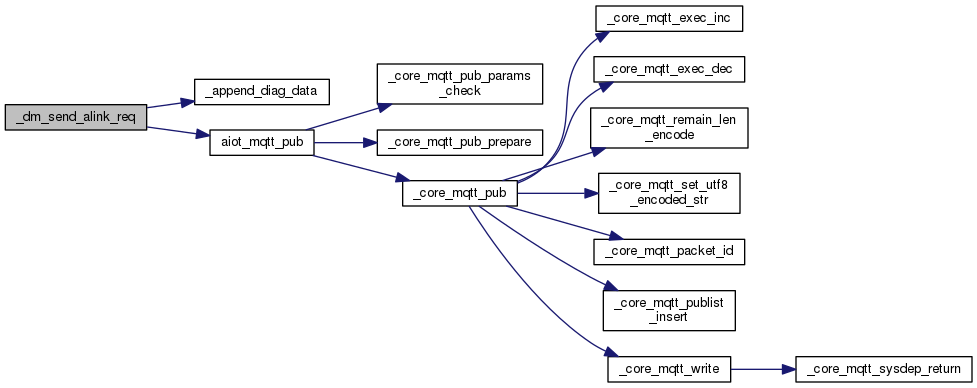 _dm_send_alink_req
_append_diag_data
aiot_mqtt_pub
_core_mqtt_pub_params
_check
_core_mqtt_pub_prepare
_core_mqtt_pub
_core_mqtt_exec_inc
_core_mqtt_exec_dec
_core_mqtt_remain_len
_encode
_core_mqtt_set_utf8
_encoded_str
_core_mqtt_packet_id
_core_mqtt_publist
_insert
_core_mqtt_write
_core_mqtt_sysdep_return